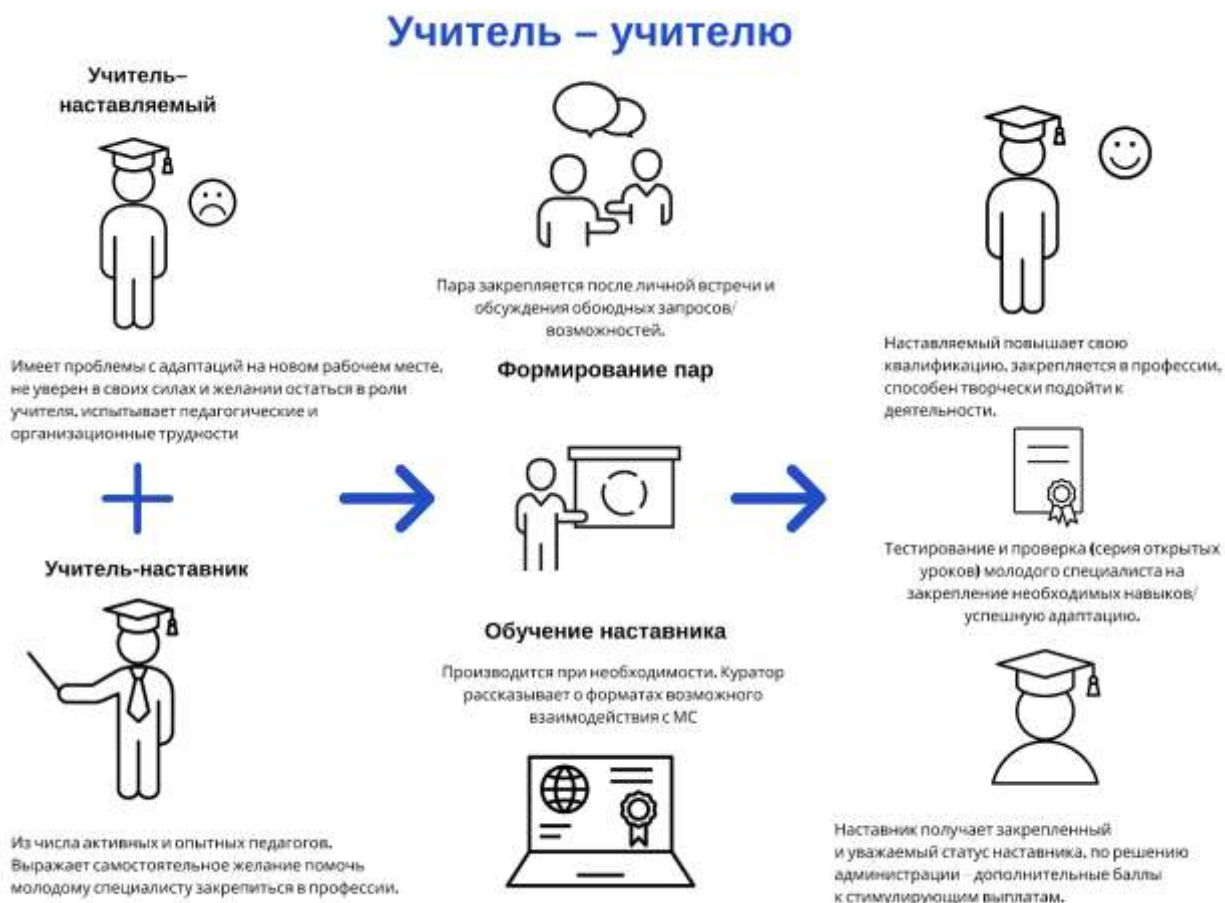 Учитель – учителю
Учитель–
наставляемый
Имеет проблемы с адаптаций на новом рабочем месте,
не уверен в своих силах и желании остаться в роли
учителя, испытывает педагогические и
организационные трудности
Учитель-наставник
Из числа активных и опытных педагогов.
Выражает самостоятельное желание помочь
молодому специалисту закрепиться в профессии.
Пара закрепляется после личной встречи и
обсуждения обоюдных запросов/
возможностей.
Формирование пар
Обучение наставника
Производится при необходимости. Куратор
рассказывает о форматах возможного
взаимодействия с МС
Наставляемый повышает свою
квалификацию, закрепляется в профессии,
способен творчески подойти к
деятельности.
Тестирование и проверка (серия открытых
уроков) молодого специалиста на
закрепление необходимых навыков/
успешную адаптацию.
Наставник получает закрепленный
и уважаемый статус наставника, по решению
администрации – дополнительные баллы
к стимулирующим выплатам.